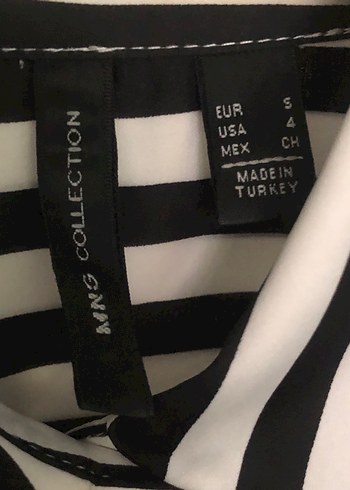 MNG COLLECTION
EUR S
USA 4
MEX CH
MADE IN
TURKEY